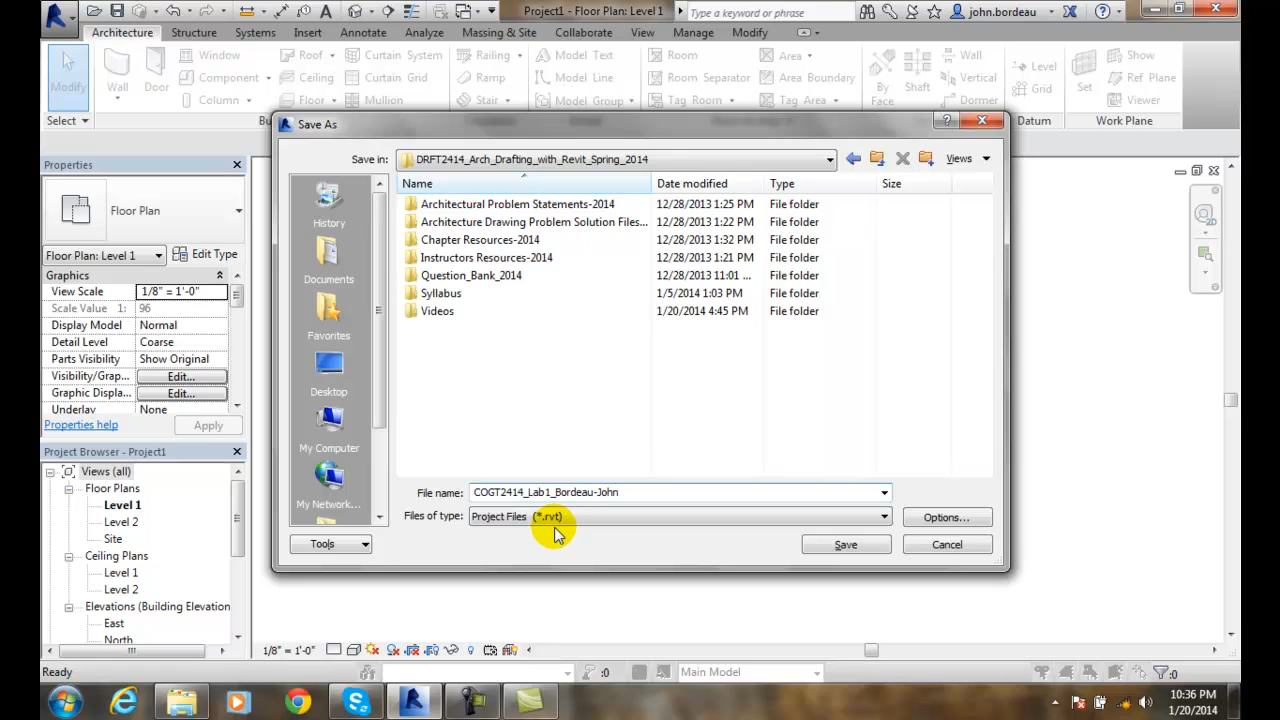 Project1 - Floor Plan: Level 1
Type a keyword or phrase
john.bordeau
Architecture Structure Systems Insert Annotate Analyze Massing & Site Collaborate View Manage Modify
Modify
Wall
Door
Window
Component
Column
Roof
Ceiling
Floor
Curtain System
Curtain Grid
Mullion
Railing
Ramp
Stair
Model Text
Model Line
Model Group
Room
Room Separator
Tag Room
Area
Area Boundary
Tag Area
By
Face
Shaft
Wall
Vertical
Dormer
Level
Grid
Set
Show
Ref Plane
Viewer
Select
Datum
Work Plane
Properties
Floor Plan
Floor Plan: Level 1
Edit Type
Graphics
View Scale 1/8" = 1'-0"
Scale Value 1: 96
Display Model Normal
Detail Level Coarse
Parts Visibility Show Original
Visibility/Grap... Edit...
Graphic Displa... Edit...
Underlay None
Properties help
Apply
Project Browser - Project1
Views (all)
Floor Plans
Level 1
Level 2
Site
Ceiling Plans
Level 1
Level 2
Elevations (Building Elevation
East
North
Save As
Save in: DRFT2414_Arch_Drafting_with_Revit_Spring_2014
Views
History
Documents
Favorites
Desktop
My Computer
My Network...
Name Date modified Type Size
Architectural Problem Statements-2014 12/28/2013 1:25 PM File folder
Architecture Drawing Problem Solution Files... 12/28/2013 1:22 PM File folder
Chapter Resources-2014 12/28/2013 1:32 PM File folder
Instructors Resources-2014 12/28/2013 1:21 PM File folder
Question_Bank_2014 12/28/2013 11:01 ... File folder
Syllabus 1/5/2014 1:03 PM File folder
Videos 1/20/2014 4:45 PM File folder
File name: COGT2414_Lab1_Bordeau-John
Files of type: Project Files (*.rvt)
Options...
Tools
Save
Cancel
1/8" = 1'-0"
Ready
:0
Main Model
:0
10:36 PM
1/20/2014